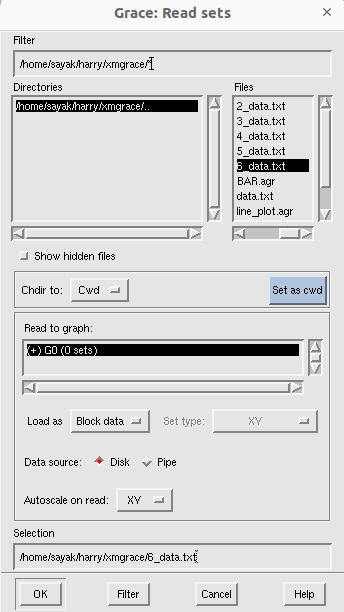 Grace: Read sets
Filter
/home/sayak/harry/xmgrace/*
Directories
Files
/home/sayak/harry/xmgrace/..
2_data.txt
3_data.txt
4_data.txt
5_data.txt
6_data.txt
BAR.agr
data.txt
line_plot.agr
Show hidden files
Chdir to:
Cwd
Set as cwd
Read to graph:
(+) G0 (0 sets)
Load as
Block data
Set type:
XY
Data source:
Disk
Pipe
Autoscale on read:
XY
Selection
/home/sayak/harry/xmgrace/6_data.txt
OK
Filter
Cancel
Help